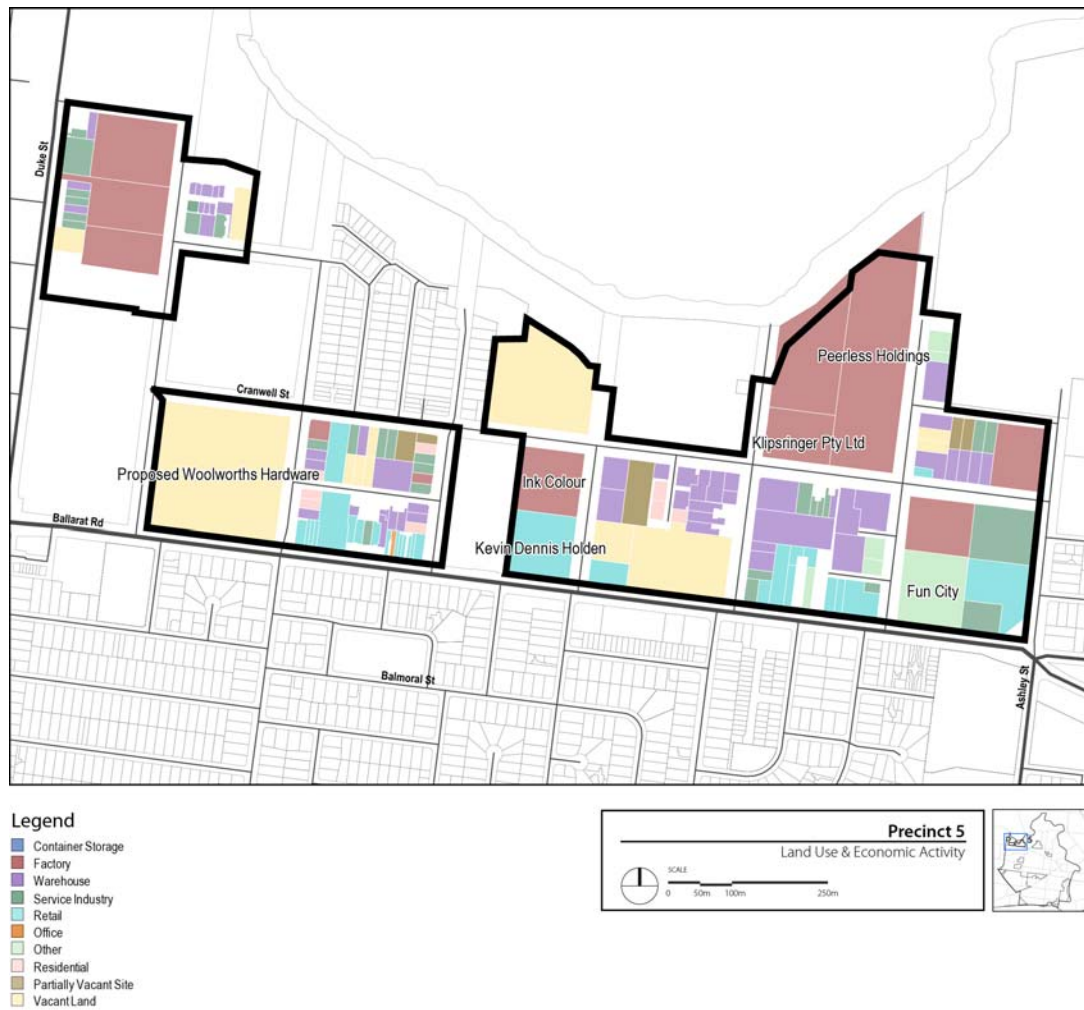 Duke St
Peerless Holdings
Cranwell St
Klipsringer Pty Ltd
Proposed Woolworths Hardware
Ink Colour
Ballarat Rd
Kevin Dennis Holden
Fun City
Balmoral St
Ashley St
Legend
Container Storage
Factory
Warehouse
Service Industry
Retail
Office
Other
Residential
Partially Vacant Site
Vacant Land
Precinct 5
Land Use & Economic Activity
SCALE
0 50m 100m 250m